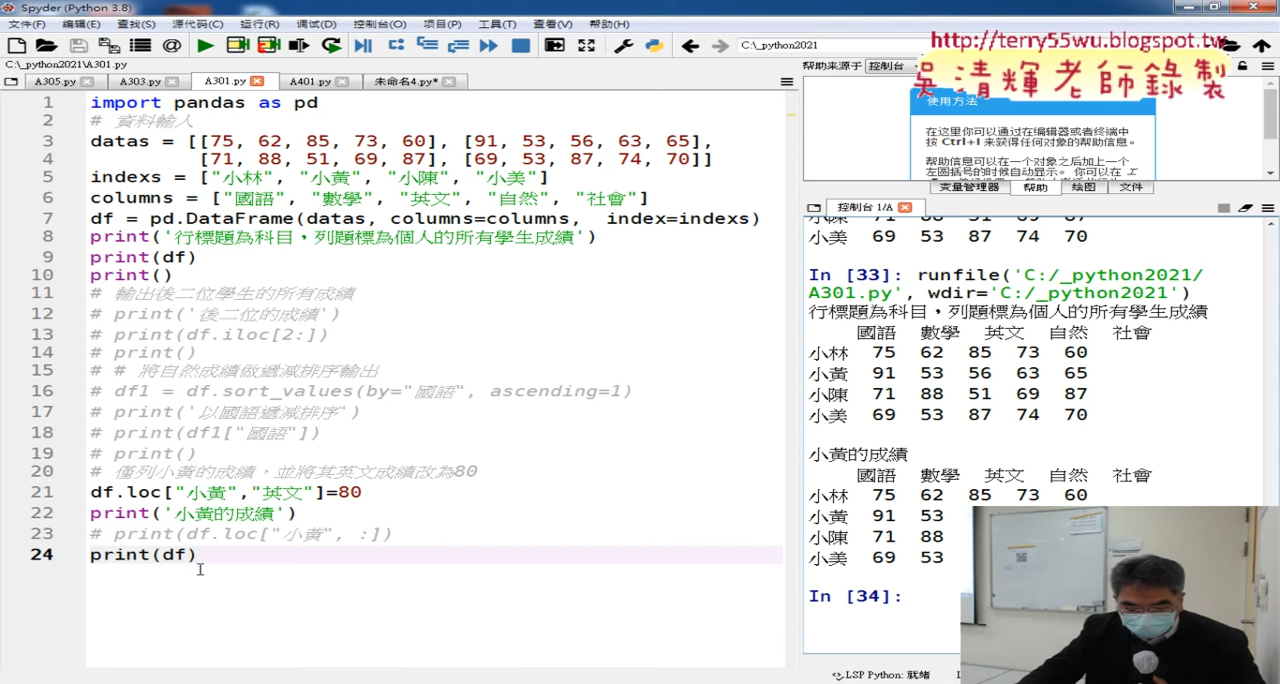 Spyder (Python 3.8)
文件(F) 编辑(E) 查找(S) 源代码(C) 运行(R) 调试(D) 控制台(O) 项目(P) 工具(T) 查看(V) 帮助(H)
C:\_python2021
http://terry55wu.blogspot.tw
吳清輝老師錄製
C:\_python2021\A301.py
帮助来源于 控制台
A305.py A303.py A301.py A401.py 未命名4.py*
使用方法
在这里你可以通过在编辑器或者终端中
按 Ctrl+I 来获得任何对象的帮助信息。
帮助信息可以在一个对象之后加上一个
左圆括号的时候自动显示。 你可以在 工
变量管理器 帮助 绘图 文件
控制台 1/A
1 import pandas as pd
2 # 資料輸入
3 datas = [[75, 62, 85, 73, 60], [91, 53, 56, 63, 65],
4 [71, 88, 51, 69, 87], [69, 53, 87, 74, 70]]
5 indexs = ["小林", "小黃", "小陳", "小美"]
6 columns = ["國語", "數學", "英文", "自然", "社會"]
7 df = pd.DataFrame(datas, columns=columns, index=indexs)
8 print('行標題為科目，列題標為個人的所有學生成績')
9 print(df)
10 print()
11 # 輸出後二位學生的所有成績
12 # print('後二位的成績')
13 # print(df.iloc[2:])
14 # print()
15 # # 將自然成績做遞減排序輸出
16 # df1 = df.sort_values(by="國語", ascending=1)
17 # print('以國語遞減排序')
18 # print(df1["國語"])
19 # print()
20 # 僅列小黃的成績，並將其英文成績改為80
21 df.loc["小黃","英文"]=80
22 print('小黃的成績')
23 # print(df.loc["小黃", :])
24 print(df)
小陳 71 88 51 69 87
小美 69 53 87 74 70
In [33]: runfile('C:/_python2021/
A301.py', wdir='C:/_python2021')
行標題為科目，列題標為個人的所有學生成績
國語 數學 英文 自然 社會
小林 75 62 85 73 60
小黃 91 53 56 63 65
小陳 71 88 51 69 87
小美 69 53 87 74 70
小黃的成績
國語 數學 英文 自然 社會
小林 75 62 85 73 60
小黃 91 53
小陳 71 88
小美 69 53
In [34]:
LSP Python: 就绪